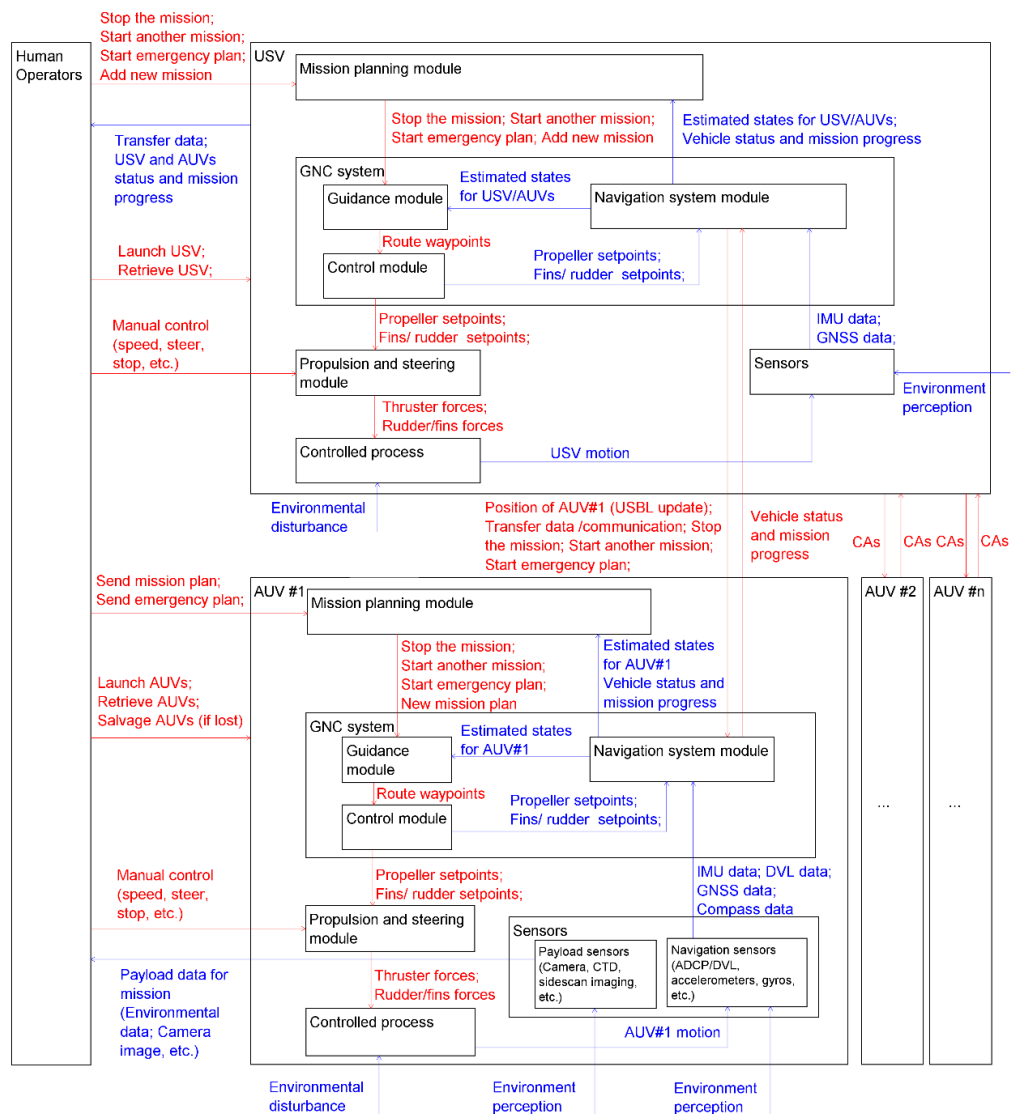 Stop the mission;
Start another mission;
Start emergency plan;
Add new mission
Human
Operators
USV
Mission planning module
Stop the mission; Start another mission;
Start emergency plan; Add new mission
Estimated states for USV/AUVs;
Vehicle status and mission progress
Transfer data;
USV and AUVs
status and mission
progress
GNC system
Guidance module
Estimated states
for USV/AUVs
Navigation system module
Route waypoints
Control module
Propeller setpoints;
Fins/ rudder setpoints;
Launch USV;
Retrieve USV;
Manual control
(speed, steer,
stop, etc.)
Propeller setpoints;
Fins/ rudder setpoints;
IMU data;
GNSS data;
Propulsion and steering
module
Sensors
Environment
perception
Thruster forces;
Rudder/fins forces
Controlled process
USV motion
Environmental
disturbance
Position of AUV#1 (USBL update);
Transfer data /communication; Stop
the mission; Start another mission;
Start emergency plan;
Vehicle status
and mission
progress
CAs
CAs
CAs
CAs
Send mission plan;
Send emergency plan;
AUV #1
Mission planning module
AUV #2
AUV #n
Stop the mission;
Start another mission;
Start emergency plan;
New mission plan
Estimated states
for AUV#1
Vehicle status and
mission progress
Launch AUVs;
Retrieve AUVs;
Salvage AUVs (if lost)
GNC system
Guidance
module
Estimated states
for AUV#1
Navigation system module
Route waypoints
Control module
Propeller setpoints;
Fins/ rudder setpoints;
...
...
Manual control
(speed, steer,
stop, etc.)
Propeller setpoints;
Fins/ rudder setpoints;
IMU data; DVL data;
GNSS data;
Compass data
Propulsion and steering
module
Sensors
Payload sensors
(Camera, CTD,
sidescan imaging,
etc.)
Navigation sensors
(ADCP/DVL,
accelerometers, gyros,
etc.)
Payload data for
mission
(Environmental
data; Camera
image, etc.)
Thruster forces;
Rudder/fins forces
Controlled process
AUV#1 motion
Environmental
disturbance
Environment
perception
Environment
perception